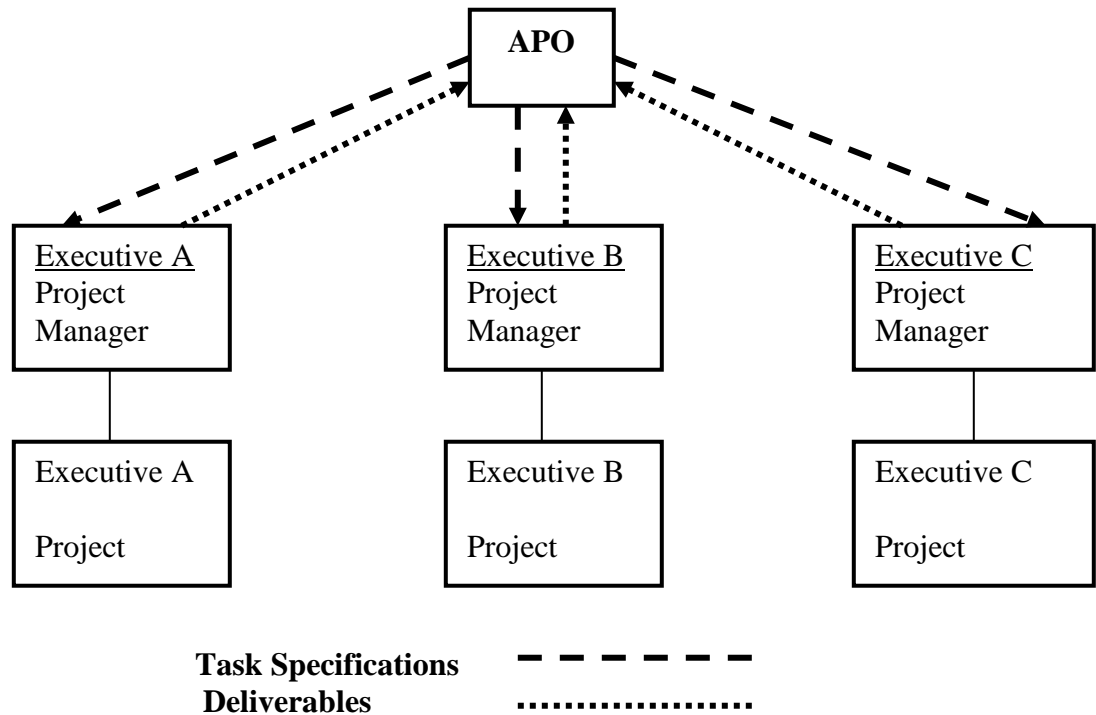 APO
Executive A
Project
Manager
Executive B
Project
Manager
Executive C
Project
Manager
Executive A
Project
Executive B
Project
Executive C
Project
Task Specifications
Deliverables